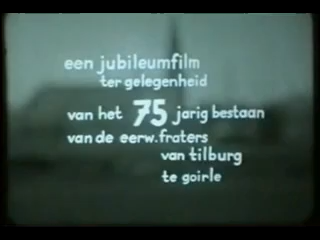 een jubileumfilm
ter gelegenheid
van het 75 jarig bestaan
van de eerw. fraters
van tilburg
te goirle